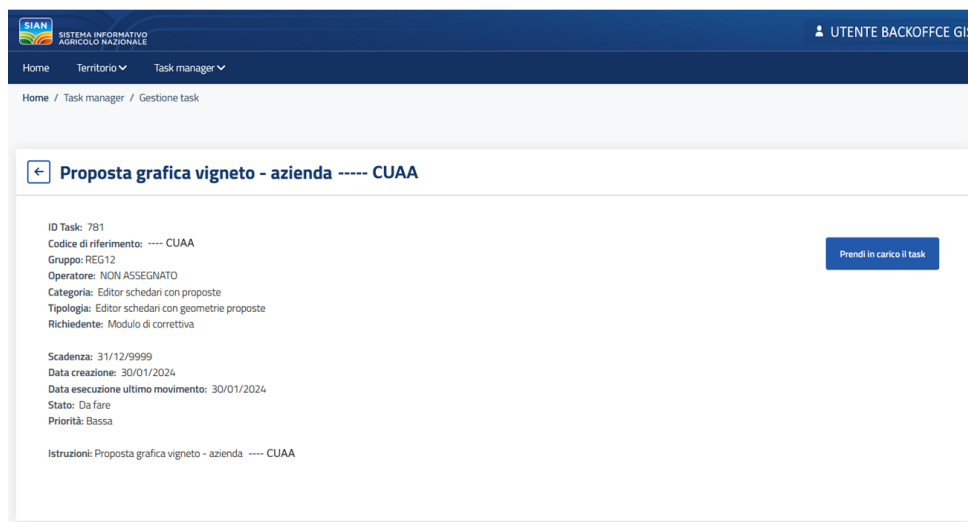 SIAN
SISTEMA INFORMATIVO
AGRICOLO NAZIONALE
UTENTE BACKOFFCE GIS
Home Territorio Task manager
Home / Task manager / Gestione task
Proposta grafica vigneto - azienda ----- CUAA
ID Task: 781
Codice di riferimento: ---- CUAA
Prendi in carico il task
Gruppo: REG12
Operatore: NON ASSEGNATO
Categoria: Editor schedari con proposte
Tipologia: Editor schedari con geometrie proposte
Richiedente: Modulo di correttiva
Scadenza: 31/12/9999
Data creazione: 30/01/2024
Data esecuzione ultimo movimento: 30/01/2024
Stato: Da fare
Priorità: Bassa
Istruzioni: Proposta grafica vigneto - azienda ---- CUAA